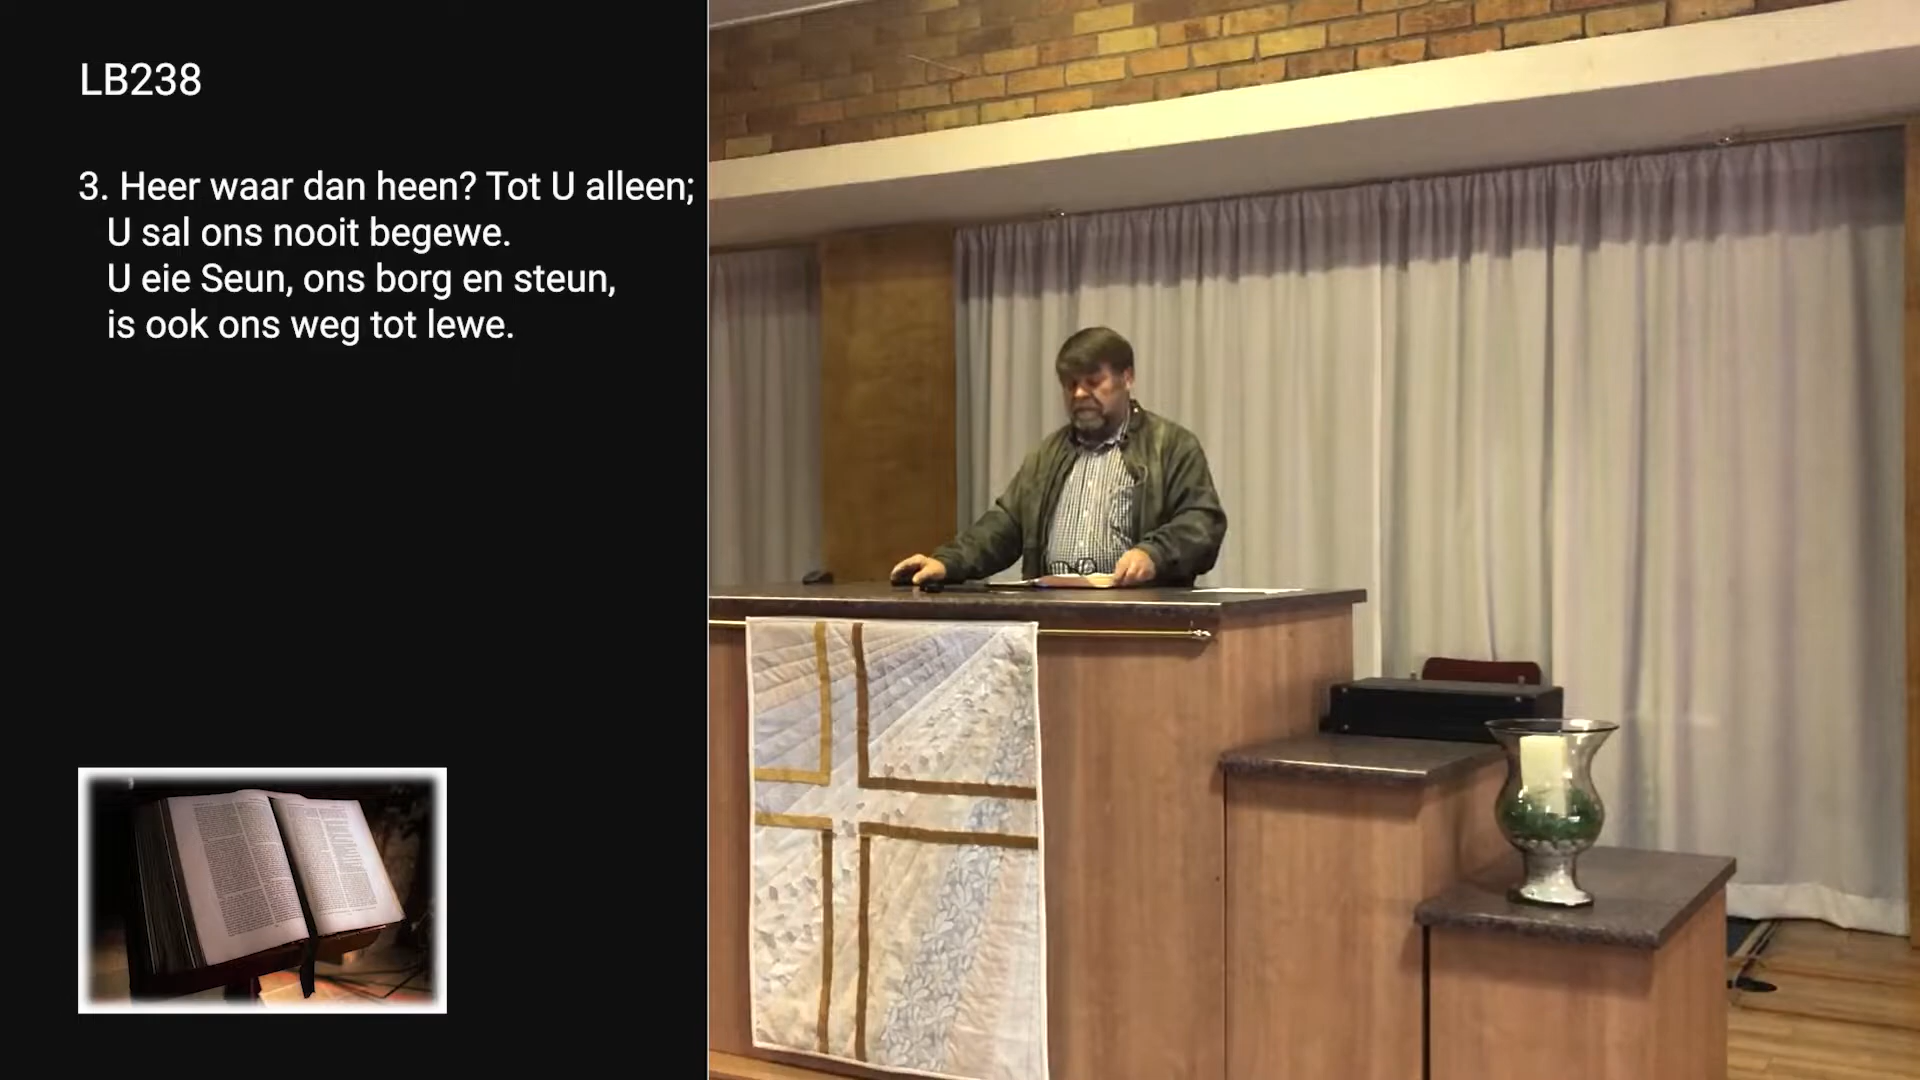 LB238
3. Heer waar dan heen? Tot U alleen;
U sal ons nooit begewe.
U eie Seun, ons borg en steun,
is ook ons weg tot lewe.